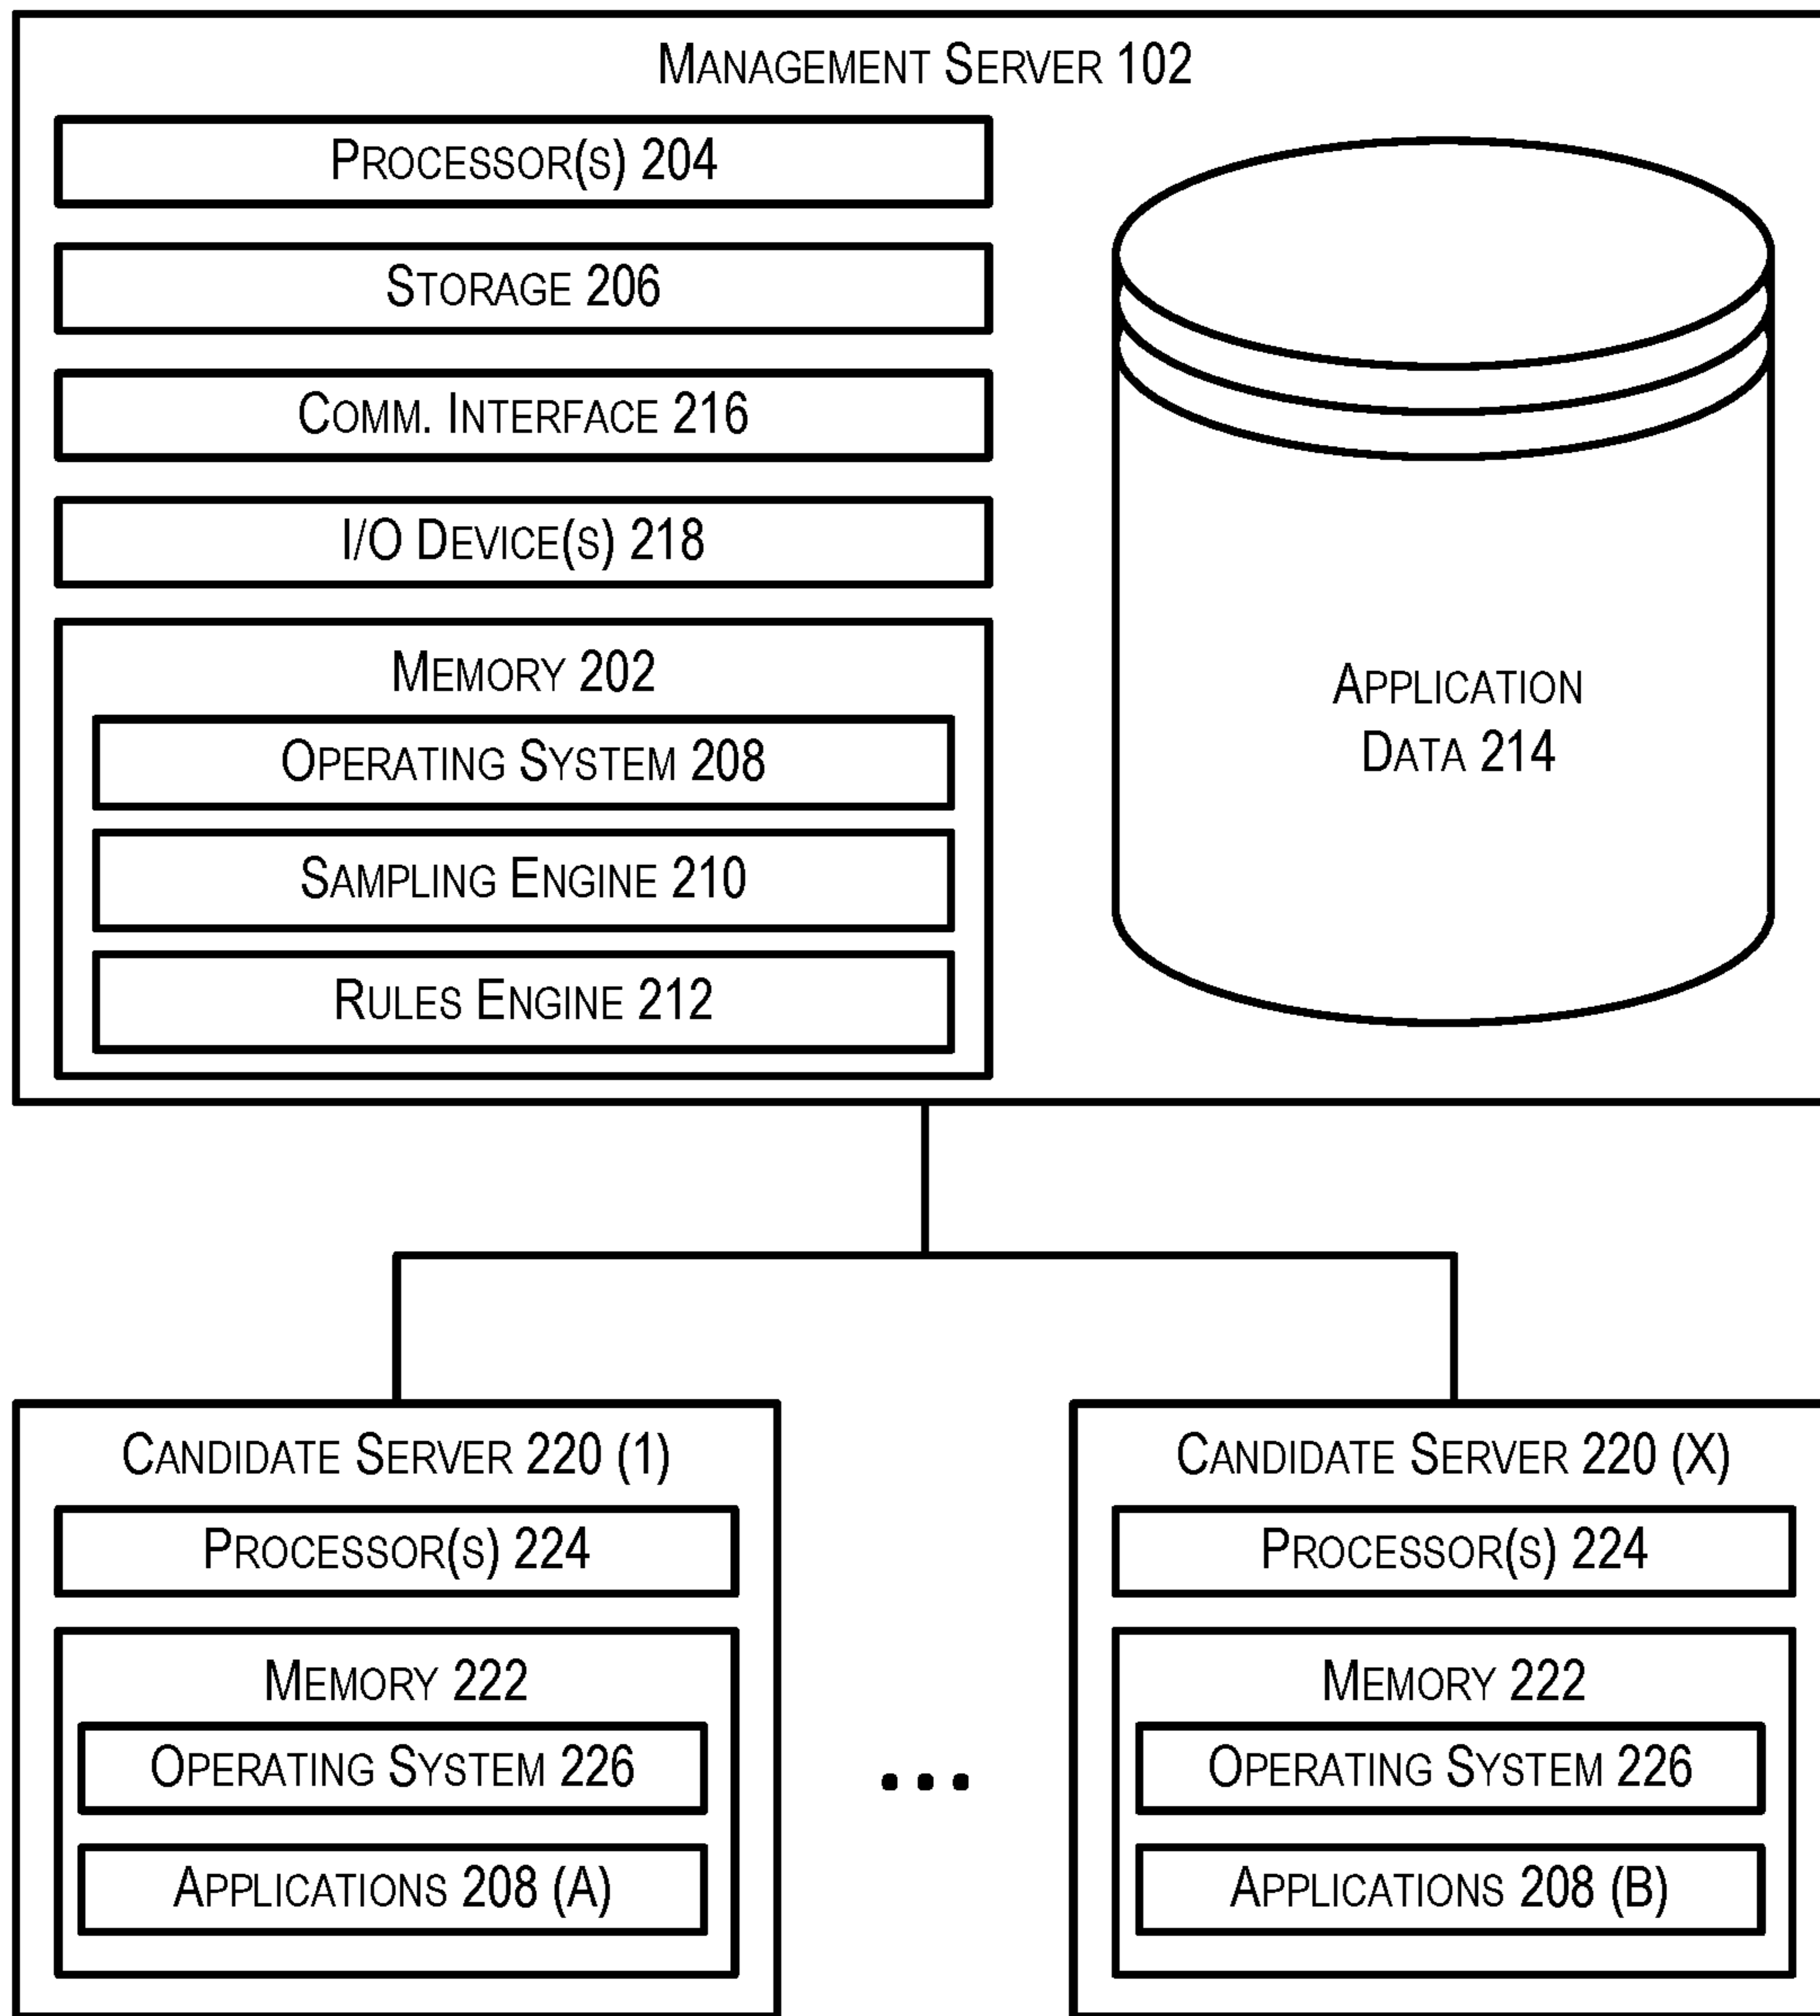 MANAGEMENT SERVER 102
PROCESSOR(S) 204
STORAGE 206
COMM. INTERFACE 216
I/O DEVICE(S) 218
MEMORY 202
OPERATING SYSTEM 208
SAMPLING ENGINE 210
RULES ENGINE 212
APPLICATION
DATA 214
CANDIDATE SERVER 220 (1)
PROCESSOR(S) 224
MEMORY 222
OPERATING SYSTEM 226
APPLICATIONS 208 (A)
...
CANDIDATE SERVER 220 (X)
PROCESSOR(S) 224
MEMORY 222
OPERATING SYSTEM 226
APPLICATIONS 208 (B)